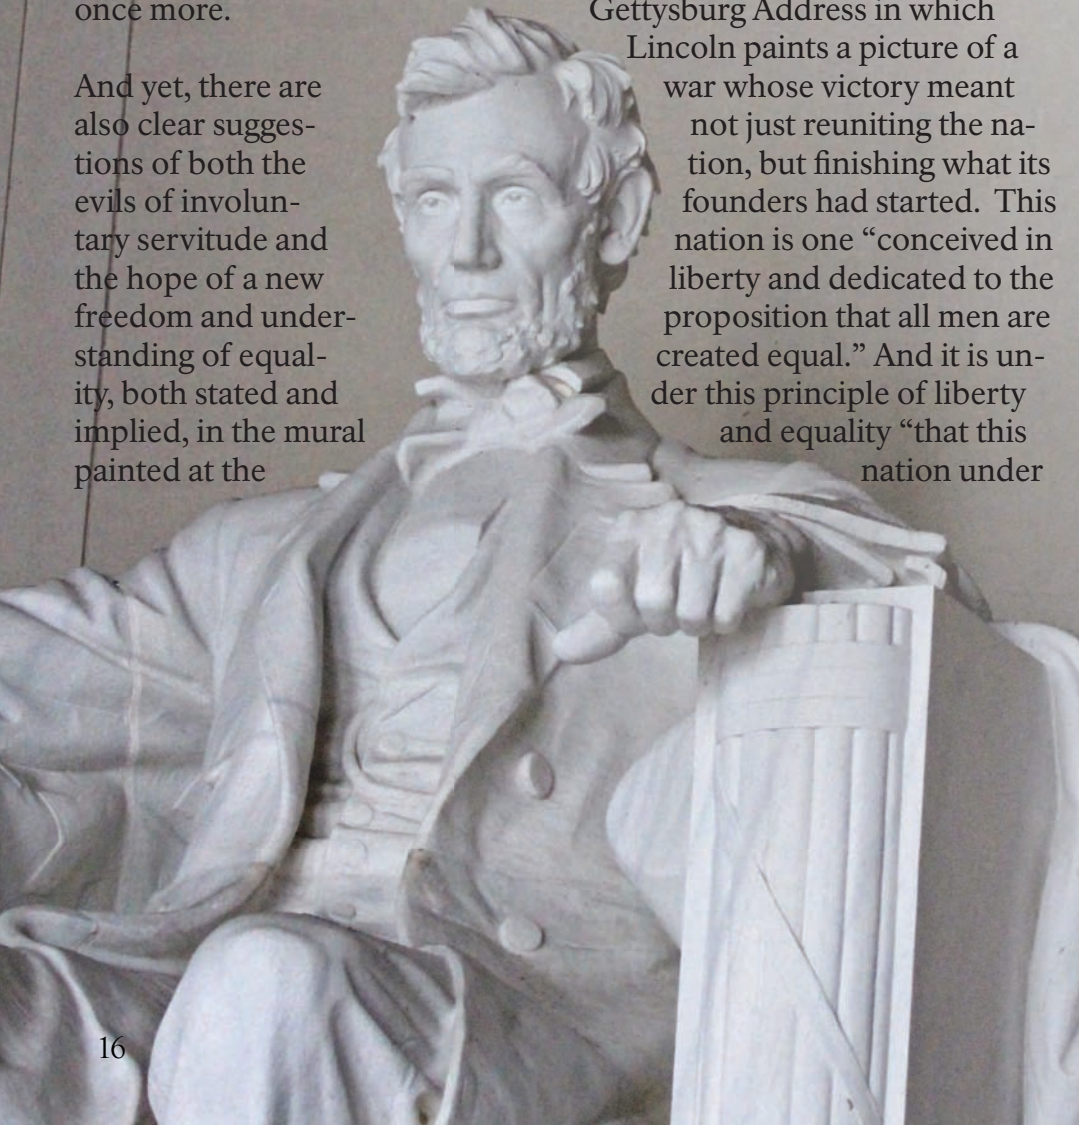 once more.
And yet, there are
also clear sugges-
tions of both the
evils of involun-
tary servitude and
the hope of a new
freedom and under-
standing of equal-
ity, both stated and
implied, in the mural
painted at the
Gettysburg Address in which
Lincoln paints a picture of a
war whose victory meant
not just reuniting the na-
tion, but finishing what its
founders had started.  This
nation is one “conceived in
liberty and dedicated to the
proposition that all men are
created equal.” And it is un-
der this principle of liberty
and equality “that this
nation under
16